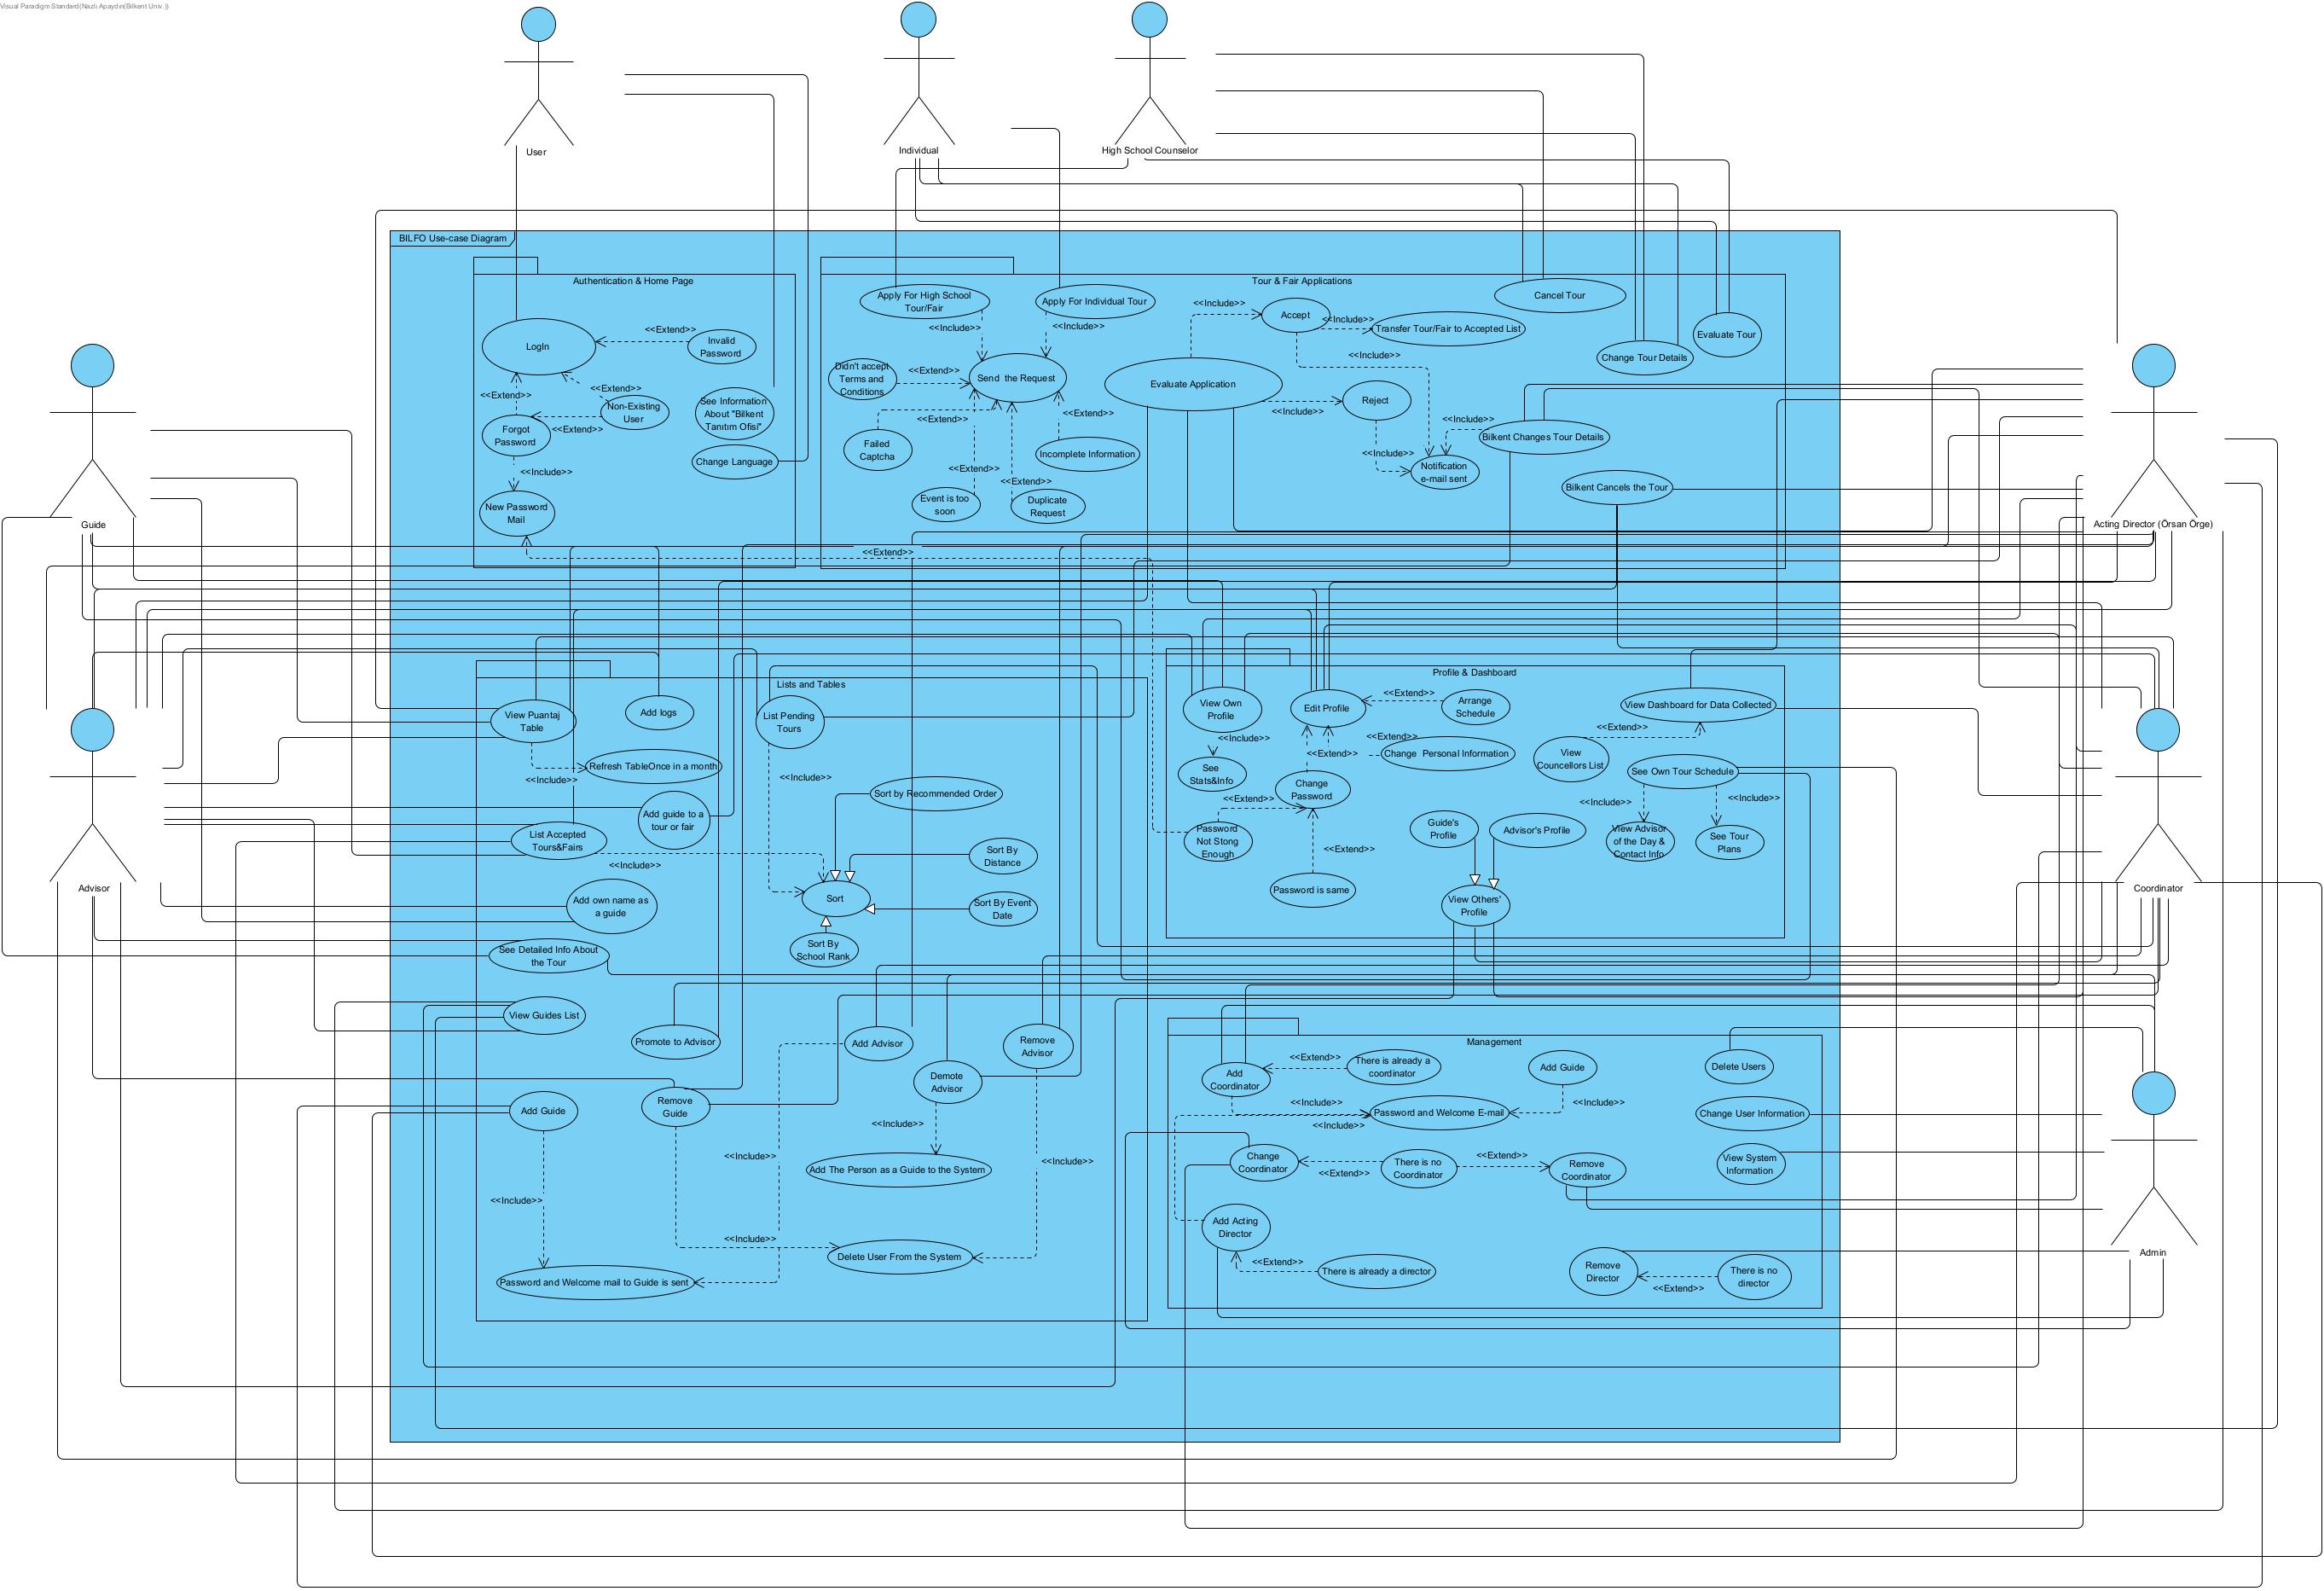 Visual Paradigm Standard(Nazlı Apaydın(Bilkent Univ.))
User
Individual
High School Counselor
BILFO Use-case Diagram
Authentication & Home Page
LogIn
<<Extend>>
Invalid
Password
<<Extend>>
<<Extend>>
Non-Existing
User
<<Extend>>
Forgot
Password
<<Include>>
New Password
Mail
See Information
About "Bilkent
Tanıtım Ofisi"
Change Language
Tour & Fair Applications
Apply For High School
Tour/Fair
Apply For Individual Tour
<<Include>>
<<Include>>
Didn't accept
Terms and
Conditions
<<Extend>>
Send  the Request
<<Extend>>
<<Extend>>
Failed
Captcha
Incomplete Information
<<Extend>>
<<Extend>>
Event is too
soon
Duplicate
Request
<<Include>>
Accept
<<Include>>
Transfer Tour/Fair to Accepted List
<<Include>>
Evaluate Application
<<Include>>
Reject
<<Include>>
<<Include>>
Notification
e-mail sent
Cancel Tour
Change Tour Details
Evaluate Tour
Bilkent Changes Tour Details
Bilkent Cancels the Tour
<<Extend>>
Guide
Acting Director (Örsan Örge)
Advisor
Coordinator
Admin
Lists and Tables
View Puantaj
Table
Add logs
List Pending
Tours
Refresh TableOnce in a month
<<Include>>
<<Include>>
Sort by Recommended Order
Add guide to a
tour or fair
List Accepted
Tours&Fairs
<<Include>>
Sort By
Distance
Sort
Sort By Event
Date
Sort By
School Rank
Add own name as
a guide
See Detailed Info About
the Tour
View Guides List
Promote to Advisor
Add Advisor
Remove
Advisor
Demote
Advisor
Add Guide
Remove
Guide
<<Include>>
<<Include>>
Add The Person as a Guide to the System
<<Include>>
<<Include>>
<<Include>>
Delete User From the System
Password and Welcome mail to Guide is sent
Profile & Dashboard
View Own
Profile
<<Include>>
See
Stats&Info
Edit Profile
<<Extend>>
Arrange
Schedule
<<Extend>>
<<Extend>>
Change  Personal Information
Change
Password
<<Extend>>
Password
Not Stong
Enough
<<Extend>>
Password is same
Guide's
Profile
Advisor's Profile
View Others'
Profile
View Dashboard for Data Collected
<<Extend>>
View
Councellors List
See Own Tour Schedule
<<Include>>
<<Include>>
View Advisor
of the Day &
Contact Info
See Tour
Plans
Management
Add
Coordinator
<<Extend>>
There is already a
coordinator
Add Guide
Delete Users
<<Include>>
<<Include>>
Password and Welcome E-mail
<<Include>>
Change User Information
Change
Coordinator
<<Extend>>
There is no
Coordinator
<<Extend>>
Remove
Coordinator
View System
Information
Add Acting
Director
<<Extend>>
There is already a director
Remove
Director
<<Extend>>
There is no
director